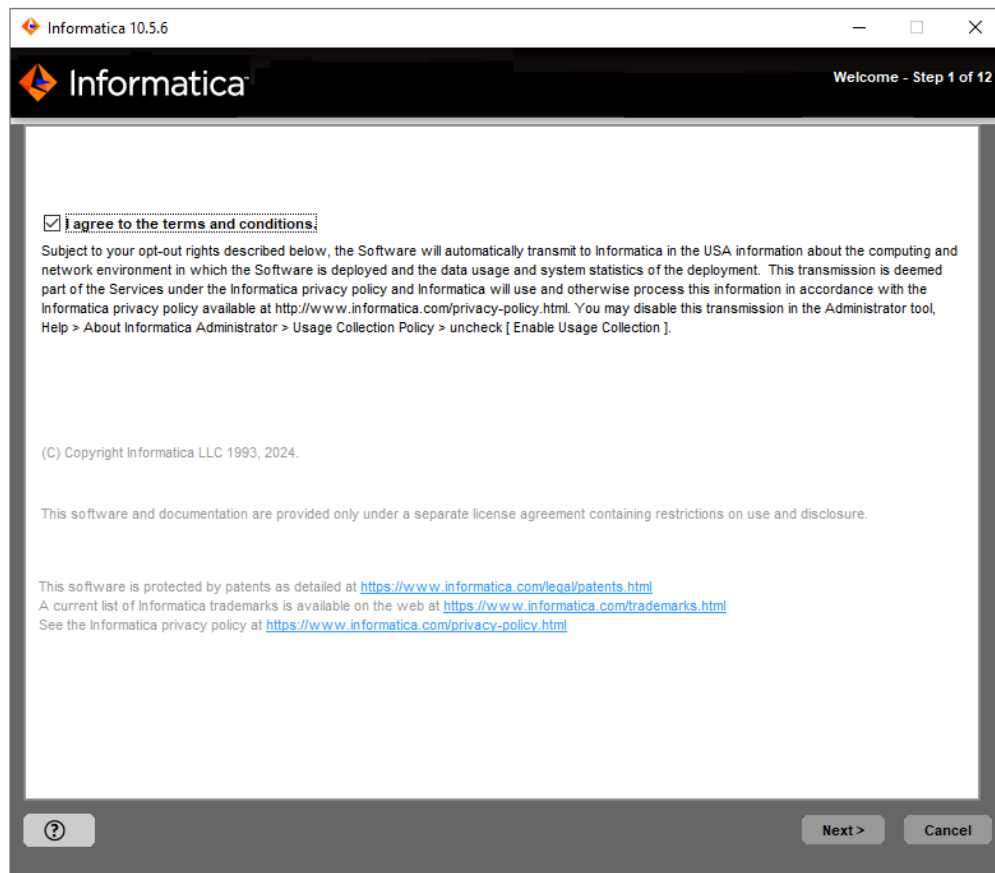 Informatica 10.5.6
Informatica
Welcome - Step 1 of 12
I agree to the terms and conditions.
Subject to your opt-out rights described below, the Software will automatically transmit to Informatica in the USA information about the computing and
network environment in which the Software is deployed and the data usage and system statistics of the deployment.  This transmission is deemed
part of the Services under the Informatica privacy policy and Informatica will use and otherwise process this information in accordance with the
Informatica privacy policy available at http://www.informatica.com/privacy-policy.html. You may disable this transmission in the Administrator tool,
Help > About Informatica Administrator > Usage Collection Policy > uncheck [ Enable Usage Collection ].
(C) Copyright Informatica LLC 1993, 2024.
This software and documentation are provided only under a separate license agreement containing restrictions on use and disclosure.
This software is protected by patents as detailed at https://www.informatica.com/legal/patents.html
A current list of Informatica trademarks is available on the web at https://www.informatica.com/trademarks.html
See the Informatica privacy policy at https://www.informatica.com/privacy-policy.html
?
Next >
Cancel